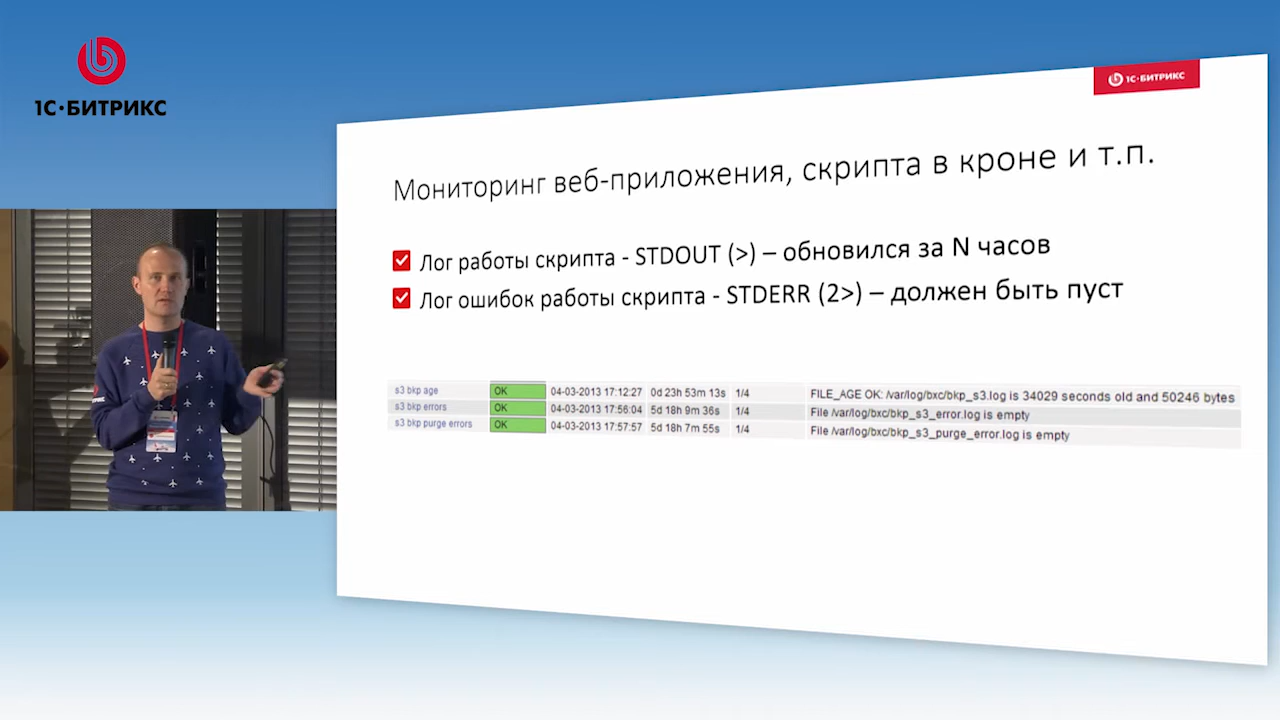 1С·БИТРИКС
1С·БИТРИКС
Мониторинг веб-приложения, скрипта в кроне и т.п.
Лог работы скрипта - STDOUT (>) – обновился за N часов
Лог ошибок работы скрипта - STDERR (2>) – должен быть пуст
s3 bkp age OK 04-03-2013 17:12:27 0d 23h 53m 13s 1/4 FILE_AGE OK: /var/log/bxc/bkp_s3.log is 34029 seconds old and 50246 bytes
s3 bkp errors OK 04-03-2013 17:56:04 5d 18h 9m 36s 1/4 File /var/log/bxc/bkp_s3_error.log is empty
s3 bkp purge errors OK 04-03-2013 17:57:57 5d 18h 7m 55s 1/4 File /var/log/bxc/bkp_s3_purge_error.log is empty